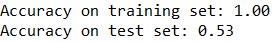 Accuracy on training set: 1.00
Accuracy on test set: 0.53